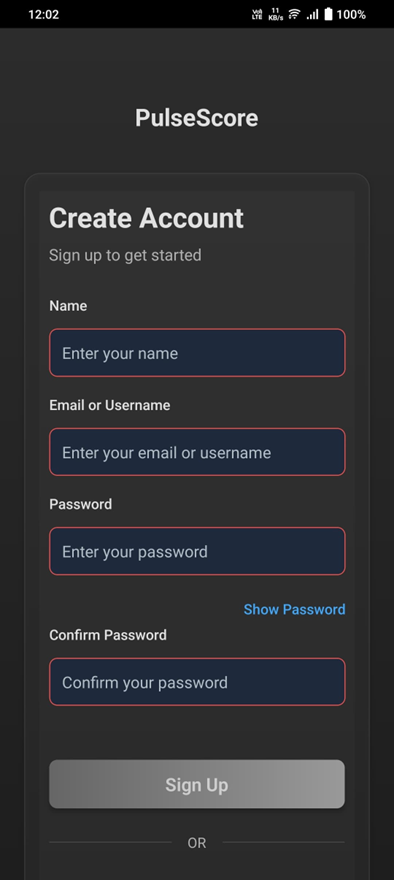 12:02
Vo) LTE
11 KB/s
100%
PulseScore
Create Account
Sign up to get started
Name
Enter your name
Email or Username
Enter your email or username
Password
Enter your password
Show Password
Confirm Password
Confirm your password
Sign Up
OR